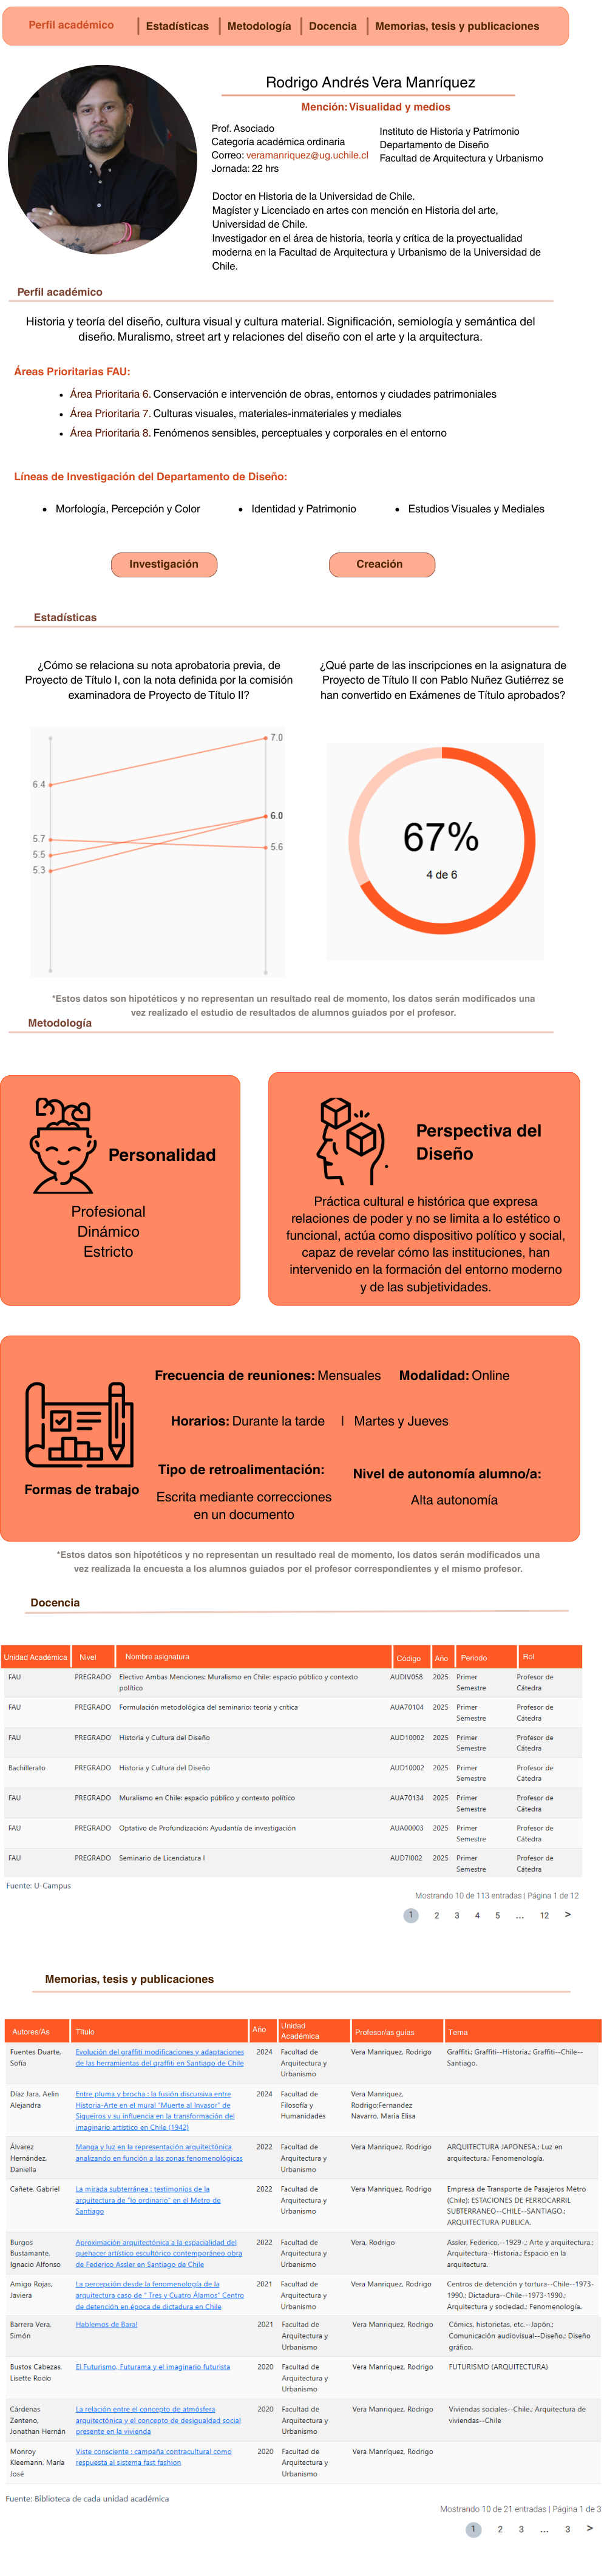 Perfil académico | Estadísticas | Metodología | Docencia | Memorias, tesis y publicaciones
Rodrigo Andrés Vera Manríquez
Mención: Visualidad y medios
Prof. Asociado
Categoría académica ordinaria
Correo: veramanriquez@ug.uchile.cl
Jornada: 22 hrs
Instituto de Historia y Patrimonio
Departamento de Diseño
Facultad de Arquitectura y Urbanismo
Doctor en Historia de la Universidad de Chile.
Magíster y Licenciado en artes con mención en Historia del arte,
Universidad de Chile.
Investigador en el área de historia, teoría y crítica de la proyectualidad
moderna en la Facultad de Arquitectura y Urbanismo de la Universidad de
Chile.
Perfil académico
Historia y teoría del diseño, cultura visual y cultura material. Significación, semiología y semántica del
diseño. Muralismo, street art y relaciones del diseño con el arte y la arquitectura.
Áreas Prioritarias FAU:
• Área Prioritaria 6. Conservación e intervención de obras, entornos y ciudades patrimoniales
• Área Prioritaria 7. Culturas visuales, materiales-inmateriales y mediales
• Área Prioritaria 8. Fenómenos sensibles, perceptuales y corporales en el entorno
Líneas de Investigación del Departamento de Diseño:
• Morfología, Percepción y Color • Identidad y Patrimonio • Estudios Visuales y Mediales
Investigación Creación
Estadísticas
¿Cómo se relaciona su nota aprobatoria previa, de
Proyecto de Título I, con la nota definida por la comisión
examinadora de Proyecto de Título II?
¿Qué parte de las inscripciones en la asignatura de
Proyecto de Título II con Pablo Nuñez Gutiérrez se
han convertido en Exámenes de Título aprobados?
7.0
6.4
6.0
5.7
5.6
5.5
5.3
67%
4 de 6
*Estos datos son hipotéticos y no representan un resultado real de momento, los datos serán modificados una
vez realizado el estudio de resultados de alumnos guiados por el profesor.
Metodología
Personalidad
Profesional
Dinámico
Estricto
Perspectiva del
Diseño
Práctica cultural e histórica que expresa
relaciones de poder y no se limita a lo estético o
funcional, actúa como dispositivo político y social,
capaz de revelar cómo las instituciones, han
intervenido en la formación del entorno moderno
y de las subjetividades.
Formas de trabajo
Frecuencia de reuniones: Mensuales Modalidad: Online
Horarios: Durante la tarde | Martes y Jueves
Tipo de retroalimentación:
Escrita mediante correcciones
en un documento
Nivel de autonomía alumno/a:
Alta autonomía
*Estos datos son hipotéticos y no representan un resultado real de momento, los datos serán modificados una
vez realizada la encuesta a los alumnos guiados por el profesor correspondientes y el mismo profesor.
Docencia
Unidad Académica Nivel Nombre asignatura Código Año Periodo Rol
FAU PREGRADO Electivo Ambas Menciones: Muralismo en Chile: espacio público y contexto político AUDIV058 2025 Primer Semestre Profesor de Cátedra
FAU PREGRADO Formulación metodológica del seminario: teoría y crítica AUA70104 2025 Primer Semestre Profesor de Cátedra
FAU PREGRADO Historia y Cultura del Diseño AUD10002 2025 Primer Semestre Profesor de Cátedra
Bachillerato PREGRADO Historia y Cultura del Diseño AUD10002 2025 Primer Semestre Profesor de Cátedra
FAU PREGRADO Muralismo en Chile: espacio público y contexto político AUA70134 2025 Primer Semestre Profesor de Cátedra
FAU PREGRADO Optativo de Profundización: Ayudantía de investigación AUA00003 2025 Primer Semestre Profesor de Cátedra
FAU PREGRADO Seminario de Licenciatura I AUD7I002 2025 Primer Semestre Profesor de Cátedra
Fuente: U-Campus
Mostrando 10 de 113 entradas | Página 1 de 12
1 2 3 4 5 ... 12 >
Memorias, tesis y publicaciones
Autores/As Título Año Unidad Académica Profesor/as guías Tema
Fuentes Duarte, Sofía Evolución del graffiti modificaciones y adaptaciones de las herramientas del graffiti en Santiago de Chile 2024 Facultad de Arquitectura y Urbanismo Vera Manriquez, Rodrigo Graffiti.; Graffiti--Historia.; Graffiti--Chile--Santiago.
Díaz Jara, Aelin Alejandra Entre pluma y brocha : la fusión discursiva entre Historia-Arte en el mural "Muerte al Invasor" de Siqueiros y su influencia en la transformación del imaginario artístico en Chile (1942) 2024 Facultad de Filosofía y Humanidades Vera Manriquez, Rodrigo;Fernandez Navarro, Maria Elisa
Álvarez Hernández, Daniella Manga y luz en la representación arquitectónica analizando en función a las zonas fenomenológicas 2022 Facultad de Arquitectura y Urbanismo Vera Manriquez, Rodrigo ARQUITECTURA JAPONESA.; Luz en arquitectura.; Fenomenología.
Cañete, Gabriel La mirada subterránea : testimonios de la arquitectura de "lo ordinario" en el Metro de Santiago 2022 Facultad de Arquitectura y Urbanismo Vera Manriquez, Rodrigo Empresa de Transporte de Pasajeros Metro (Chile); ESTACIONES DE FERROCARRIL SUBTERRANEO--CHILE--SANTIAGO.; ARQUITECTURA PUBLICA.
Burgos Bustamante, Ignacio Alfonso Aproximación arquitectónica a la espacialidad del quehacer artístico escultórico contemporáneo obra de Federico Assler en Santiago de Chile 2022 Facultad de Arquitectura y Urbanismo Vera, Rodrigo Assler, Federico,--1929-.; Arte y arquitectura.; Arquitectura--Historia.; Espacio en la arquitectura.
Amigo Rojas, Javiera La percepción desde la fenomenología de la arquitectura caso de " Tres y Cuatro Álamos" Centro de detención en época de dictadura en Chile 2021 Facultad de Arquitectura y Urbanismo Vera Manriquez, Rodrigo Centros de detención y tortura--Chile--1973-1990.; Dictadura--Chile--1973-1990.; Arquitectura y sociedad.; Fenomenología.
Barrera Vera, Simón Hablemos de Bara! 2021 Facultad de Arquitectura y Urbanismo Vera Manriquez, Rodrigo Cómics, historietas, etc.--Japón.; Comunicación audiovisual--Diseño.; Diseño gráfico.
Bustos Cabezas, Lisette Rocío El Futurismo, Futurama y el imaginario futurista 2020 Facultad de Arquitectura y Urbanismo Vera Manriquez, Rodrigo FUTURISMO (ARQUITECTURA)
Cárdenas Zenteno, Jonathan Hernán La relación entre el concepto de atmósfera arquitectónica y el concepto de desigualdad social presente en la vivienda 2020 Facultad de Arquitectura y Urbanismo Vera Manriquez, Rodrigo Viviendas sociales--Chile.; Arquitectura de viviendas--Chile
Monroy Kleemann, María José Viste consciente : campaña contracultural como respuesta al sistema fast fashion 2020 Facultad de Arquitectura y Urbanismo Vera Manríquez, Rodrigo
Fuente: Biblioteca de cada unidad académica
Mostrando 10 de 21 entradas | Página 1 de 3
1 2 3 ... 3 >